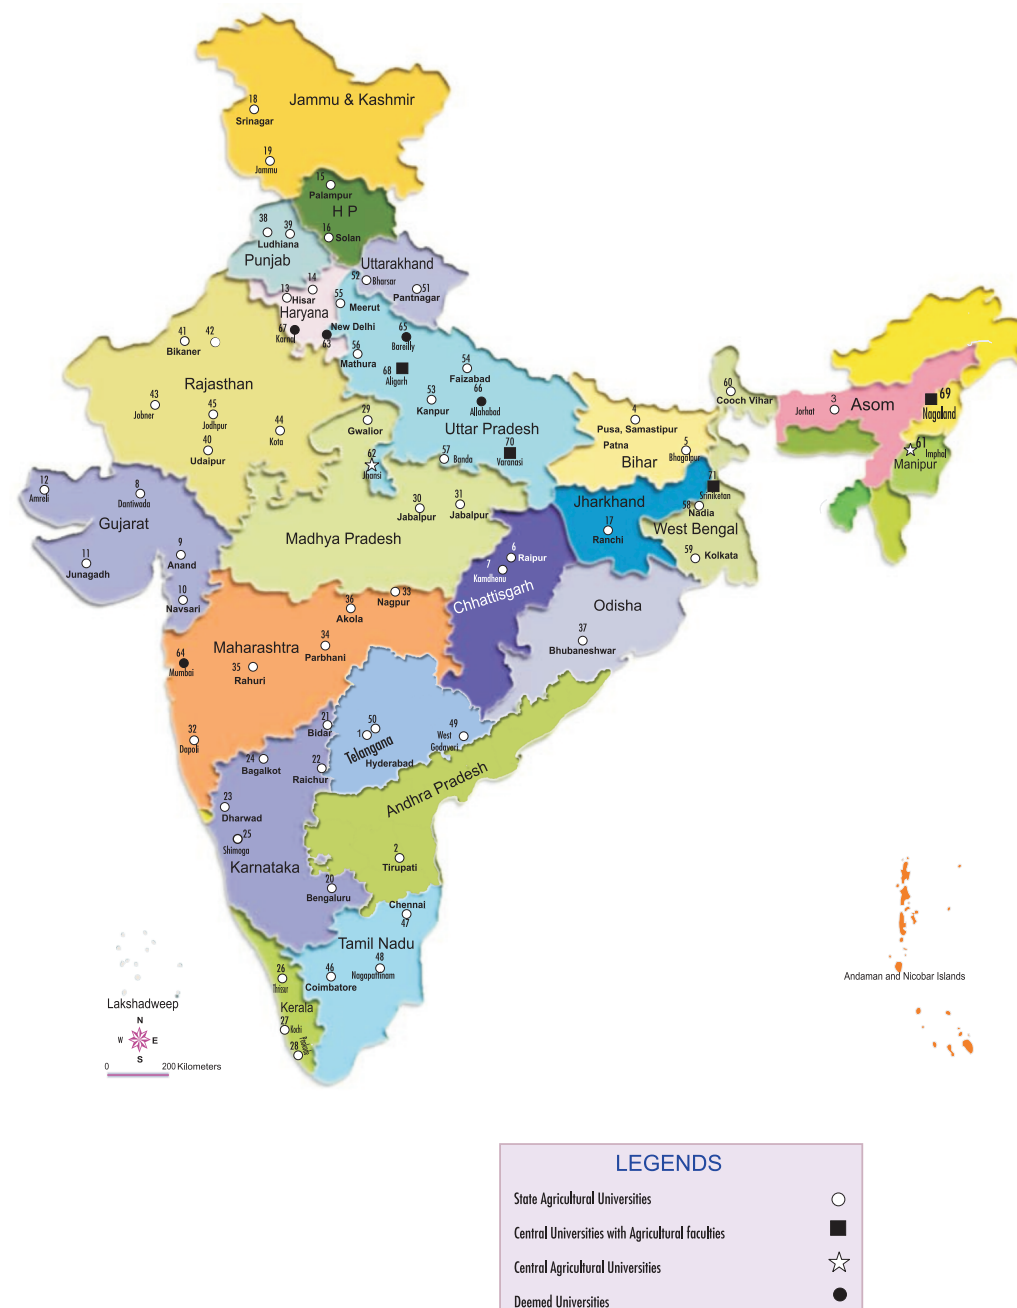 18
Jammu & Kashmir
Srinagar
19
Jammu
15
Palampur
H P
38
39
16
Solan
Ludhiana
Punjab
Uttarakhand
52
Bharsar
51
Pantnagar
14
13
Hisar
Haryana
55
Meerut
67
Karnal
New Delhi
63
65
Bareilly
41
42
Bikaner
56
Mathura
68
Aligarh
54
Faizabad
60
Cooch Vihar
Rajasthan
43
Jobner
45
Jodhpur
44
Kota
40
Udaipur
29
Gwalior
53
Kanpur
66
Allahabad
Uttar Pradesh
57
Banda
70
Varanasi
62
Jhansi
4
Pusa, Samastipur
Patna
5
Bhagalpur
Bihar
3
Jorhat
Asom
69
Nagaland
61
Imphal
Manipur
12
Amreli
8
Dantiwada
Gujarat
11
Junagadh
9
Anand
10
Navsari
30
Jabalpur
31
Jabalpur
Madhya Pradesh
Jharkhand
17
Ranchi
71
Sriniketan
58
Nadia
West Bengal
59
Kolkata
6
Raipur
7
Kamdhenu
Chhattisgarh
Odisha
37
Bhubaneshwar
33
Nagpur
36
Akola
34
Parbhani
Maharashtra
64
Mumbai
35
Rahuri
32
Dapoli
21
Bidar
1
50
Telangana
Hyderabad
49
West
Godavari
24
Bagalkot
22
Raichur
Andhra Pradesh
23
Dharwad
25
Shimoga
Karnataka
2
Tirupati
20
Bengaluru
Chennai
47
Tamil Nadu
46
Coimbatore
48
Nagapattinam
26
Thrissur
Kerala
27
Kochi
28
Lakshadweep
N
W
E
S
0
200 Kilometers
Andaman and Nicobar Islands
LEGENDS
State Agricultural Universities
Central Universities with Agricultural faculties
Central Agricultural Universities
Deemed Universities